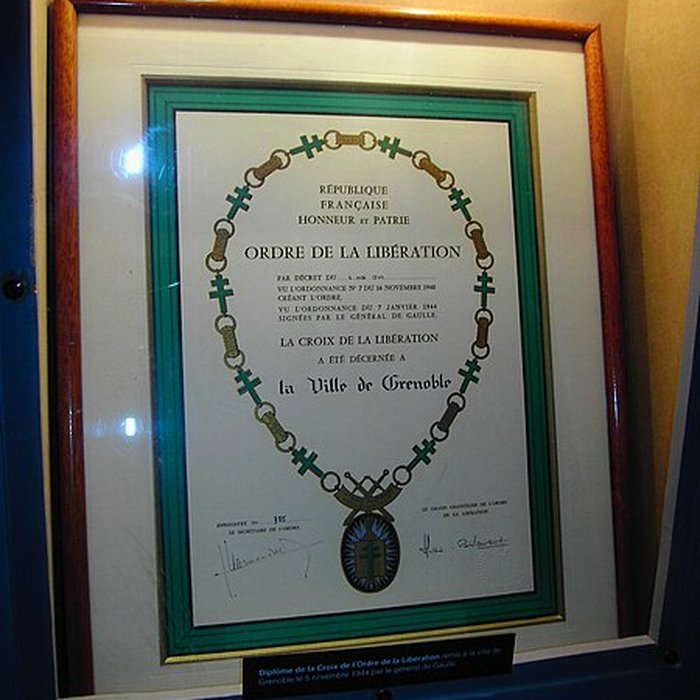 RÉPUBLIQUE
FRANÇAISE
HONNEUR ET PATRIE
ORDRE DE LA LIBÉRATION
PAR DÉCRET DU
VU L'ORDONNANCE N° 7 DU 16 NOVEMBRE 1940
CRÉANT L'ORDRE,
VU L'ORDONNANCE DU 7 JANVIER 1944
SIGNÉES PAR LE GÉNÉRAL DE GAULLE,
LA CROIX DE LA LIBÉRATION
A ÉTÉ DÉCERNÉE A
la Ville de Grenoble
LE GRAND CHANCELIER DE L'ORDRE
DE LA LIBÉRATION
LE SECRÉTAIRE DE L'ORDRE
Diplôme de la Croix de l'Ordre de la Libération remis à la ville de
Grenoble le 5 novembre 1944 par le général de Gaulle